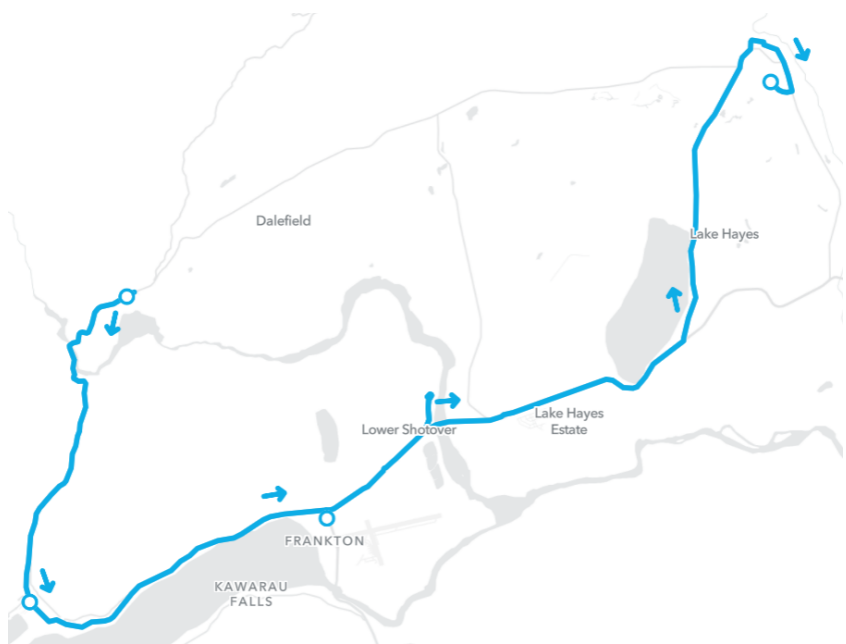 Dalefield
Lake Hayes
Lower Shotover
Lake Hayes
Estate
FRANKTON
KAWARAU
FALLS